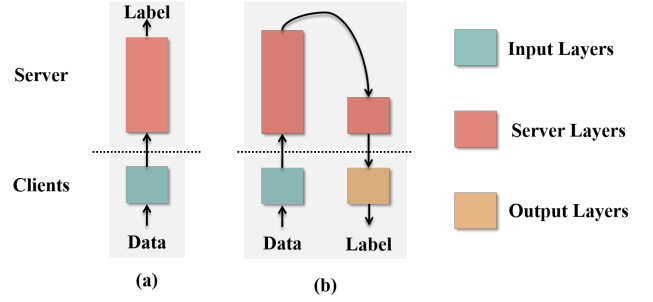 Label
Server
Clients
Data
Data
Label
(a)
(b)
Input Layers
Server Layers
Output Layers